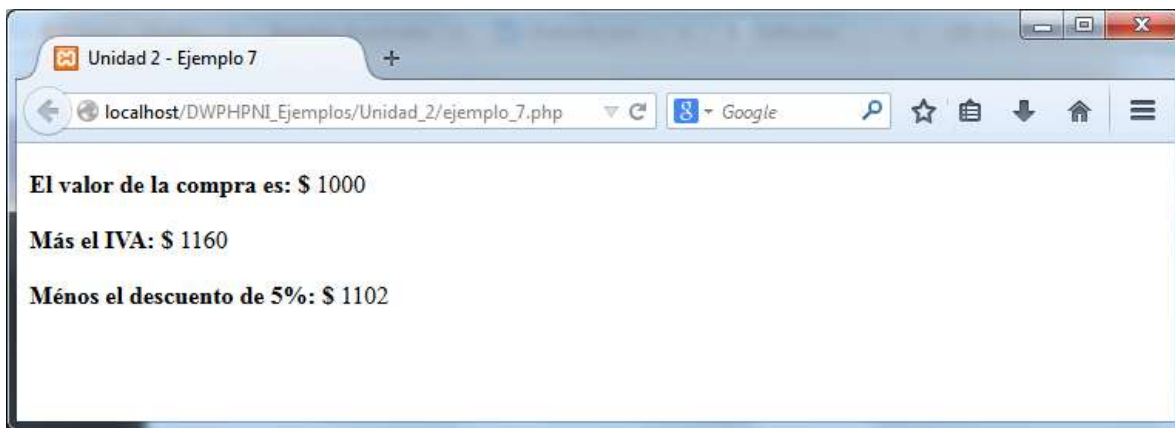 Unidad 2 - Ejemplo 7
localhost/DWPHPNI_Ejemplos/Unidad_2/ejemplo_7.php
Google
El valor de la compra es: $ 1000
Más el IVA: $ 1160
Ménos el descuento de 5%: $ 1102